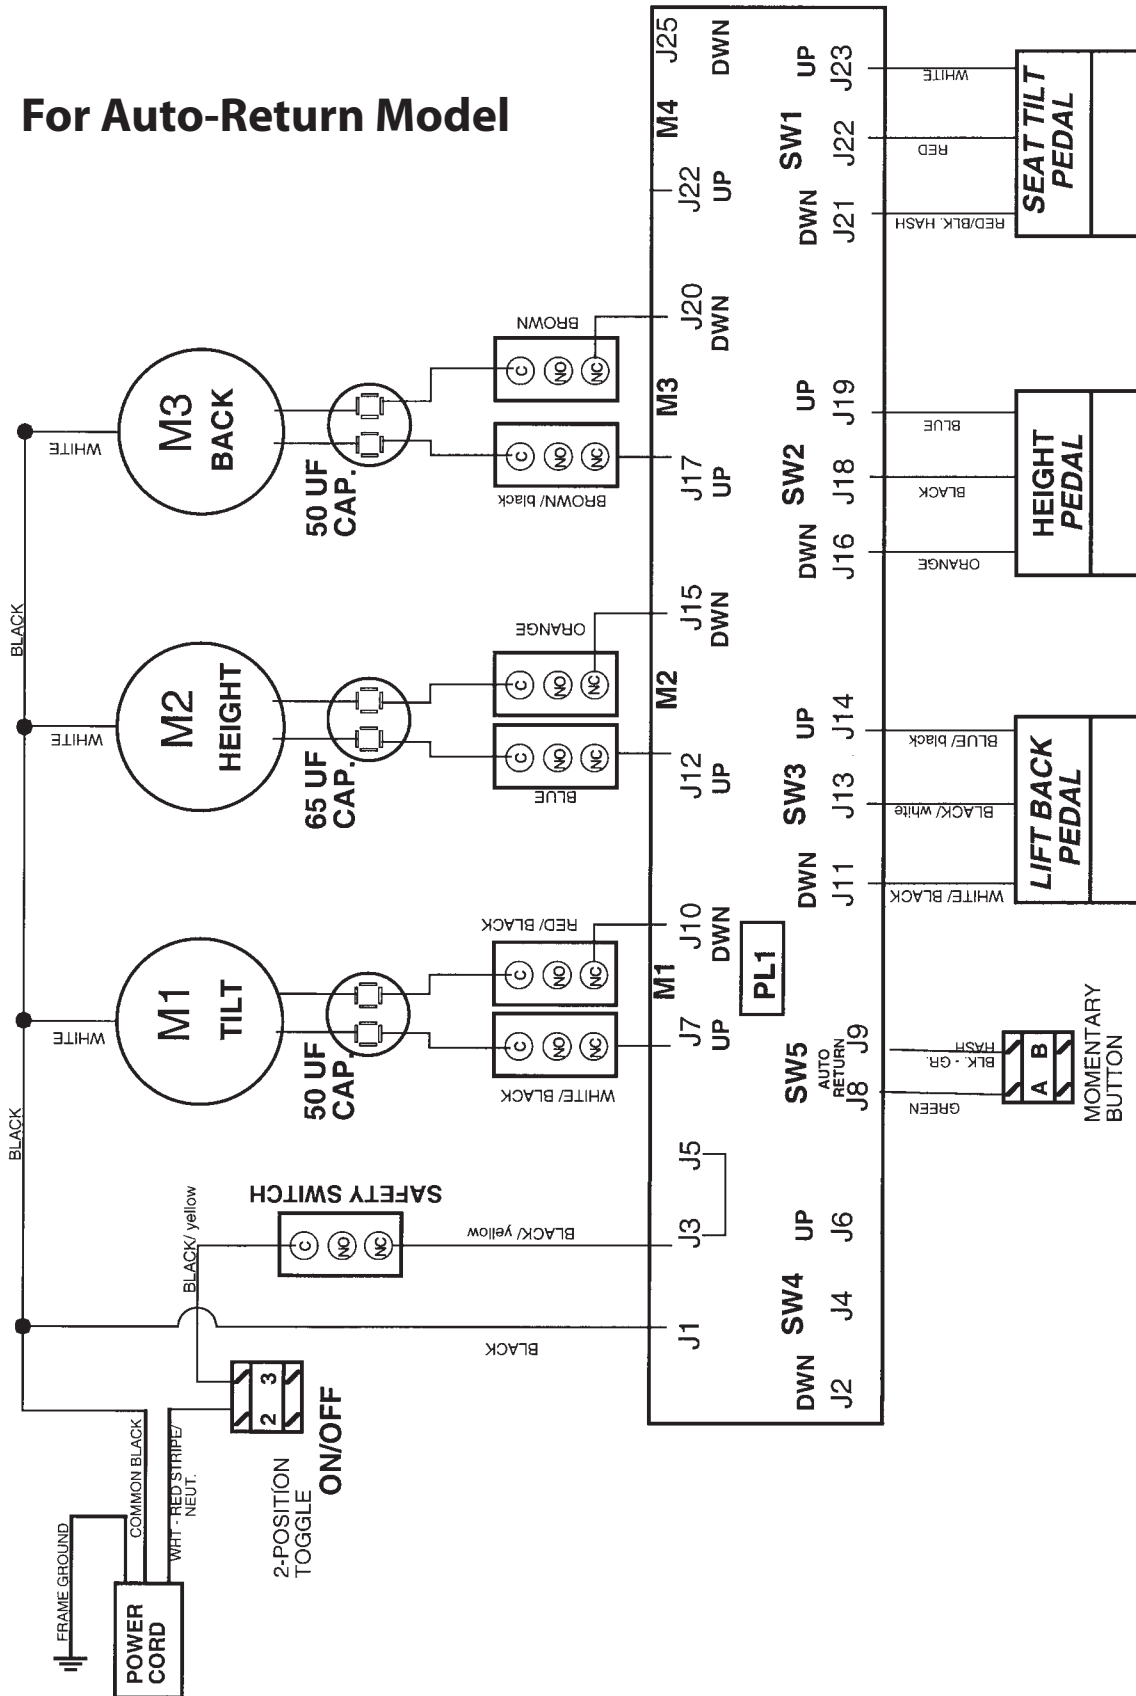 For Auto-Return Model
FRAME GROUND
POWER
CORD
COMMON BLACK
WHT - RED STRIPE/
NEUT.
2-POSITION
TOGGLE
ON/OFF
2 3
BLACK/ yellow
SAFETY SWITCH
C
NO
NC
BLACK/ yellow
BLACK
BLACK
BLACK
WHITE
M1
TILT
50 UF
CAP.
C
NO
NC
WHITE/ BLACK
C
NO
NC
RED/ BLACK
WHITE
M2
HEIGHT
65 UF
CAP.
C
NO
NC
BLUE
C
NO
NC
ORANGE
WHITE
M3
BACK
50 UF
CAP.
C
NO
NC
BROWN/ black
C
NO
NC
BROWN
J1
J3
J5
J7
UP
M1
J10
DWN
J12
UP
M2
J15
DWN
J17
UP
M3
J20
DWN
J22
UP
M4
J25
DWN
PL1
DWN
J2
SW4
J4
UP
J6
SW5
AUTO
RETURN
J8
J9
DWN
J11
SW3
J13
UP
J14
DWN
J16
SW2
J18
UP
J19
DWN
J21
SW1
J22
UP
J23
GREEN
BLK. - GR.
HASH
A B
MOMENTARY
BUTTON
WHITE/ BLACK
BLACK/ white
BLUE/ black
LIFT BACK
PEDAL
ORANGE
BLACK
BLUE
HEIGHT
PEDAL
RED/BLK. HASH
RED
WHITE
SEAT TILT
PEDAL